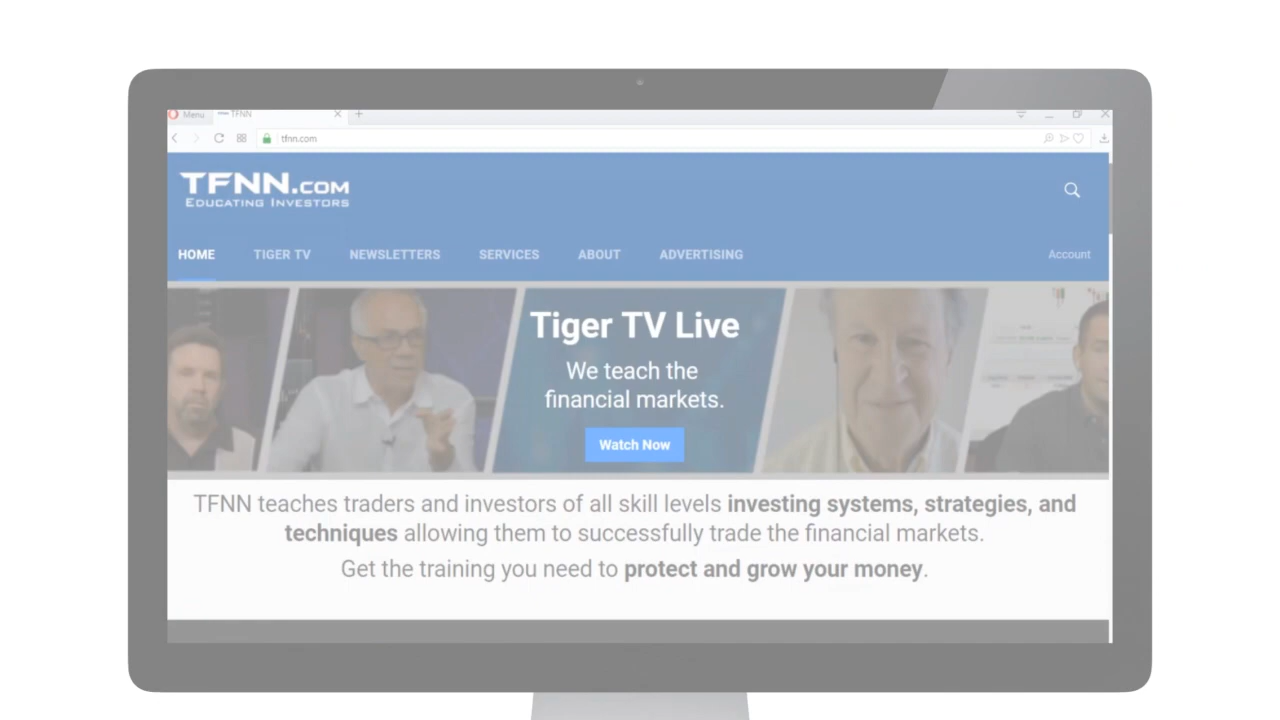 Menu
TFNN
tfnn.com
TFNN.COM
EDUCATING INVESTORS
HOME TIGER TV NEWSLETTERS SERVICES ABOUT ADVERTISING Account
Tiger TV Live
We teach the
financial markets.
Watch Now
TFNN teaches traders and investors of all skill levels investing systems, strategies, and
techniques allowing them to successfully trade the financial markets.
Get the training you need to protect and grow your money.